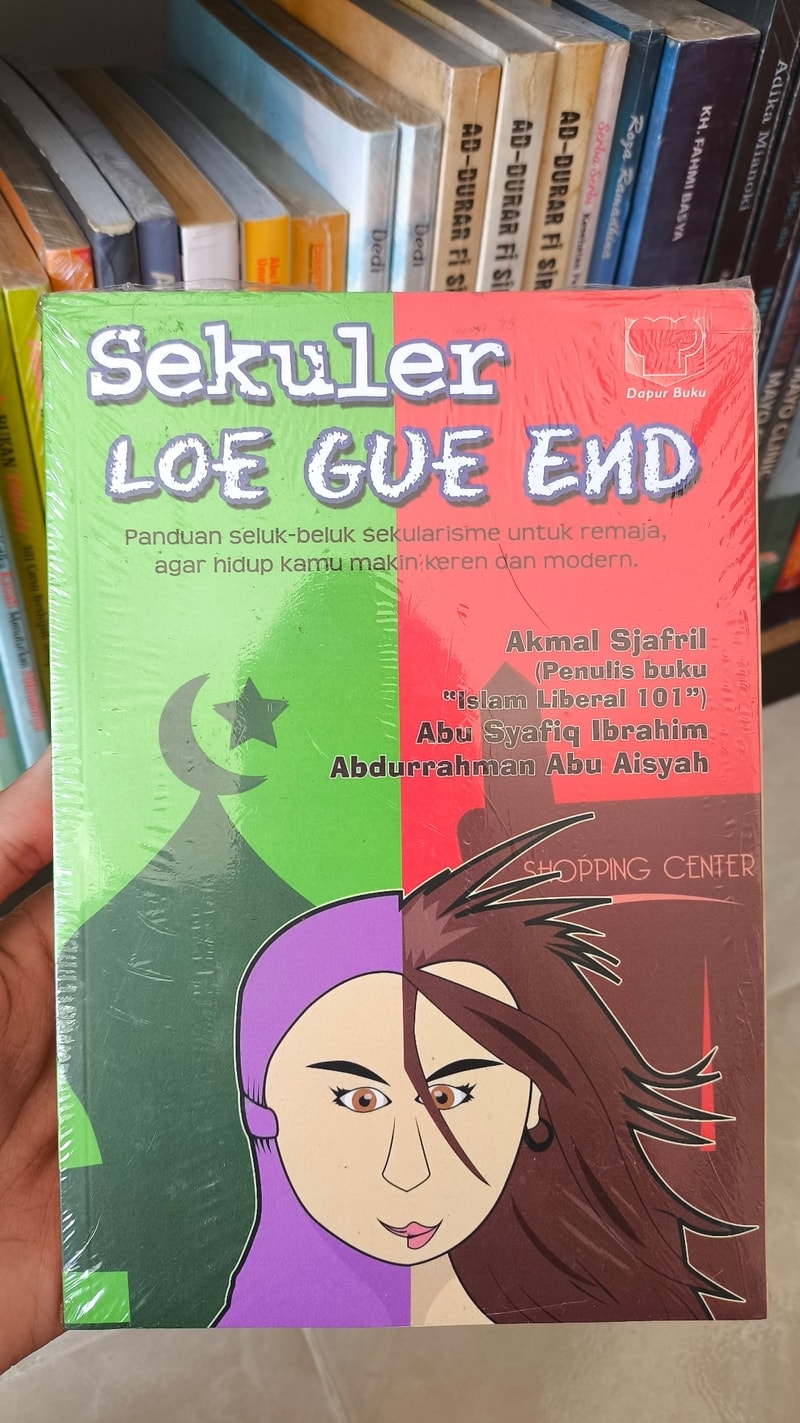 Dedi
Dedi
AD-DURAR FI
AD-DURAR FI
AD-DURAR FI
Raga
KH. FAHMI BASYA
Adika Mianoki
Sekuler
LOE GUE END
Dapur Buku
Panduan seluk-beluk sekularisme untuk remaja,
agar hidup kamu makin keren dan modern.
Akmal Sjafril
(Penulis buku
"Islam Liberal 101")
Abu Syafiq Ibrahim
Abdurrahman Abu Aisyah
SHOPPING CENTER